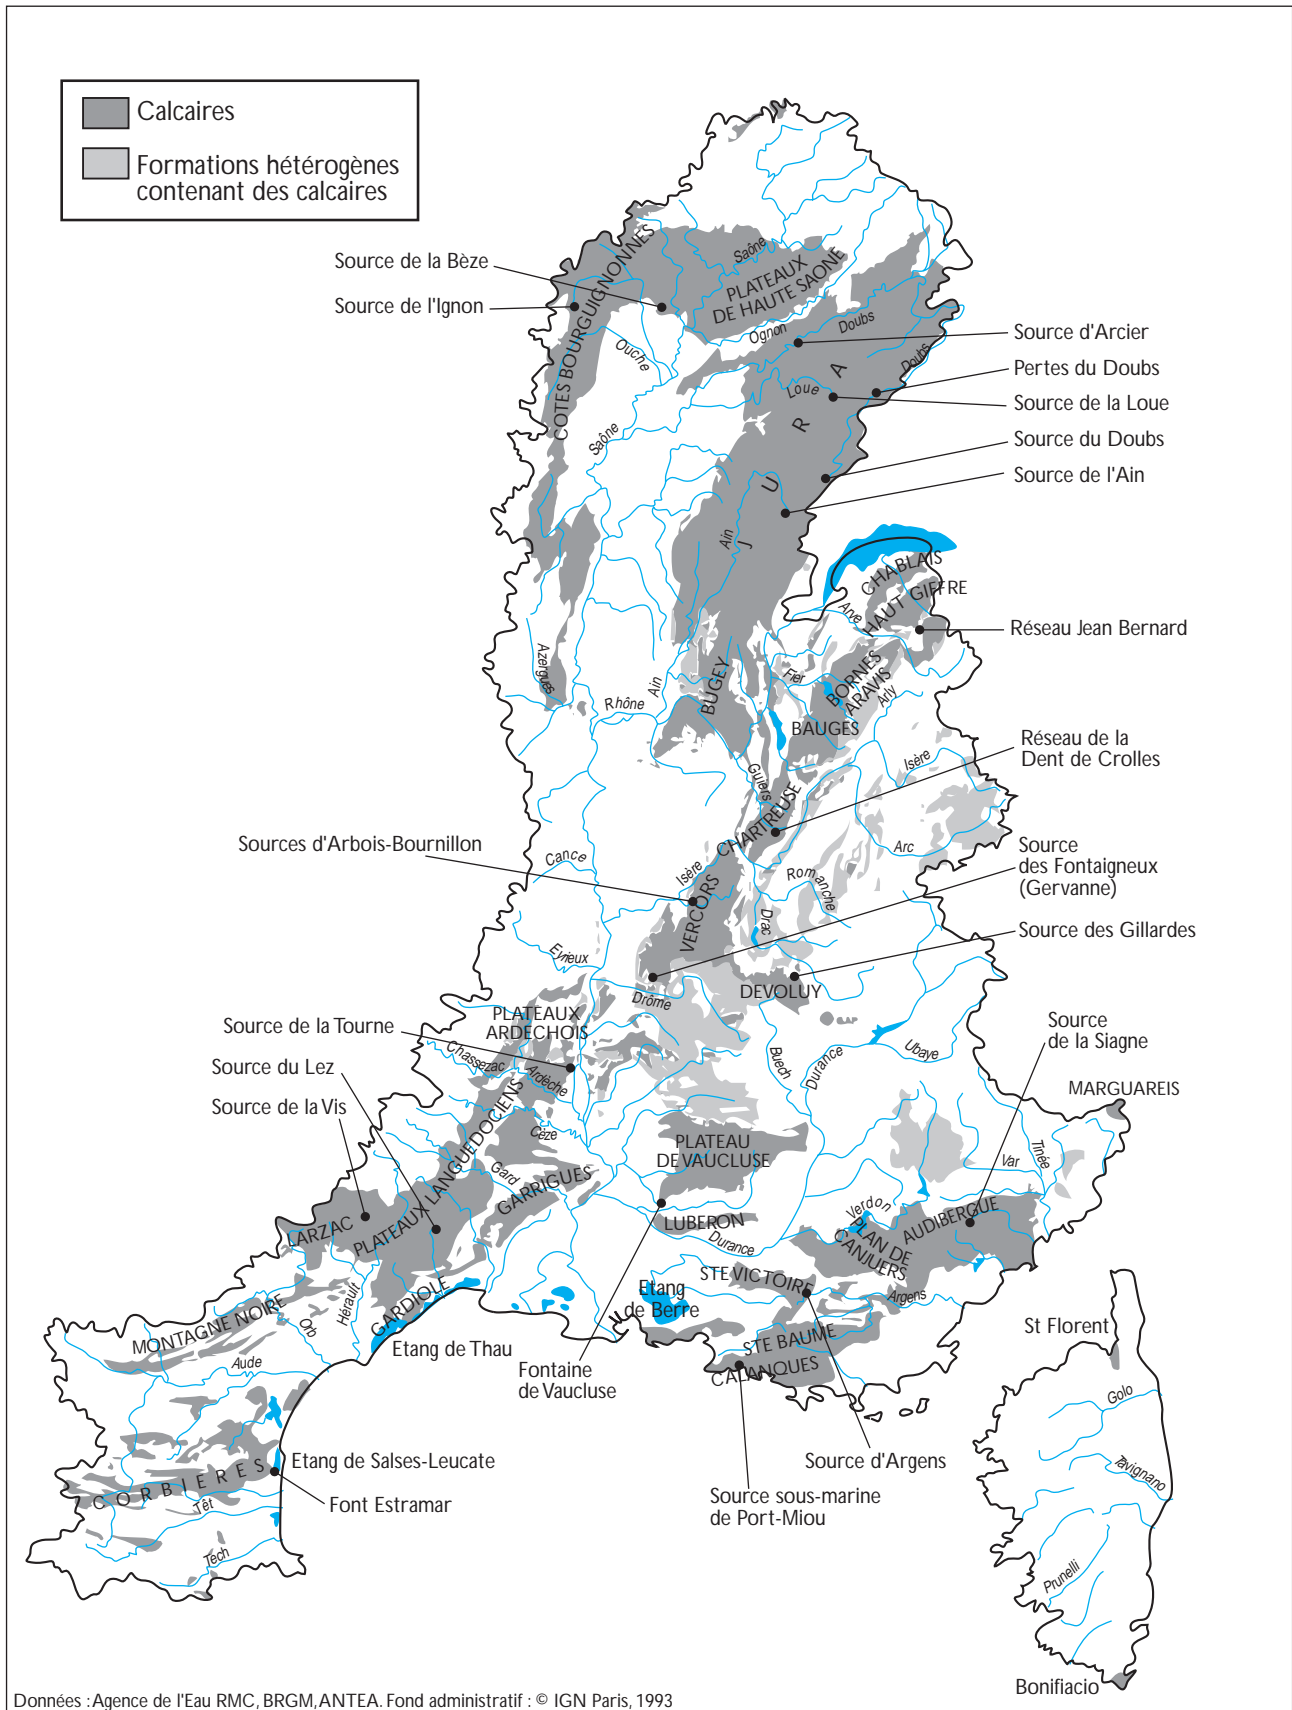 Calcaires
Formations hétérogènes
contenant des calcaires
Source de la Bèze
Source de l'Ignon
COTES BOURGUIGNONNES
Saône
PLATEAUX
DE HAUTE SAONE
Ognon
Doubs
Ouche
Doubs
Source d'Arcier
Pertes du Doubs
Source de la Loue
Source du Doubs
Source de l'Ain
Loue
JURA
Saône
Ain
CHABLAIS
HAUT GIFFRE
Arve
Réseau Jean Bernard
Azergues
Ain
Rhône
BUGEY
Fier
BORNES
ARAVIS
Arly
BAUGES
Réseau de la
Dent de Crolles
Isère
Guiers
CHARTREUSE
Arc
Sources d'Arbois-Bournillon
Cance
Isère
Romanche
Source
des Fontaigneux
(Gervanne)
VERCORS
Drac
Source des Gillardes
Eyrieux
Drôme
DEVOLUY
GAP
PLATEAUX
ARDECHOIS
Source de la Tourne
Chassezac
Ardèche
Buech
Durance
Ubaye
Source
de la Siagne
MARGUAREIS
Source du Lez
Source de la Vis
Cèze
PLATEAU
DE VAUCLUSE
Tinée
Var
PLATEAUX LANGUEDOCIENS
Gard
GARRIGUES
LARZAC
LUBERON
Durance
Verdon
PLAN DE
CANJUERS
AUDIBERGUE
STE VICTOIRE
Argens
Etang
de Berre
Hérault
GARDIOLE
MONTAGNE NOIRE
Orb
Etang de Thau
STE BAUME
CALANQUES
St Florent
Aude
Fontaine
de Vaucluse
Golo
Source d'Argens
Tavignano
Etang de Salses-Leucate
CORBIERES
Font Estramar
Source sous-marine
de Port-Miou
Têt
Tech
Prunelli
Bonifiacio
Données : Agence de l'Eau RMC, BRGM, ANTEA. Fond administratif : © IGN Paris, 1993